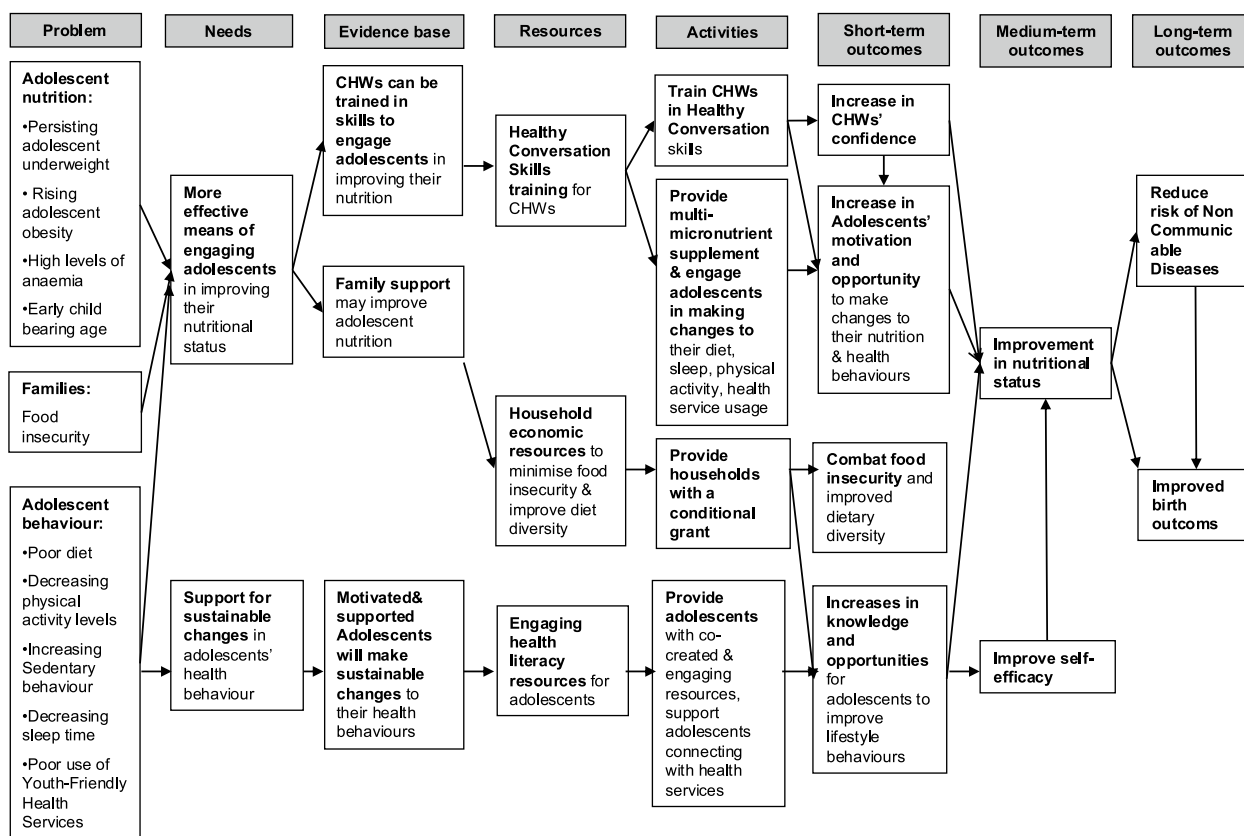 Problem
Needs
Evidence base
Resources
Activities
Short-term
outcomes
Medium-term
outcomes
Long-term
outcomes
Adolescent
nutrition:
•Persisting
adolescent
underweight
• Rising
adolescent
obesity
•High levels of
anaemia
•Early child
bearing age
Families:
Food
insecurity
Adolescent
behaviour:
•Poor diet
•Decreasing
physical
activity levels
•Increasing
Sedentary
behaviour
•Decreasing
sleep time
•Poor use of
Youth-Friendly
Health
Services
More
effective
means of
engaging
adolescents
in improving
their
nutritional
status
Support for
sustainable
changes in
adolescents'
health
behaviour
CHWs can be
trained in
skills to
engage
adolescents in
improving their
nutrition
Family support
may improve
adolescent
nutrition
Motivated&
supported
Adolescents
will make
sustainable
changes to
their health
behaviours
Healthy
Conversation
Skills
training for
CHWs
Household
economic
resources to
minimise food
insecurity &
improve diet
diversity
Engaging
health
literacy
resources for
adolescents
Train CHWs
in Healthy
Conversation
skills
Provide multi-
micronutrient
supplement
& engage
adolescents
in making
changes to
their diet,
sleep, physical
activity, health
service usage
Provide
households
with a
conditional
grant
Provide
adolescents
with co-
created &
engaging
resources,
support
adolescents
connecting
with health
services
Increase in
CHWs'
confidence
Increase in
Adolescents'
motivation
and
opportunity
to make
changes to
their nutrition
& health
behaviours
Combat food
insecurity and
improved
dietary
diversity
Increases in
knowledge
and
opportunities
for
adolescents to
improve
lifestyle
behaviours
Improvement
in nutritional
status
Improve self-
efficacy
Reduce
risk of Non
Communic
able
Diseases
Improved
birth
outcoms